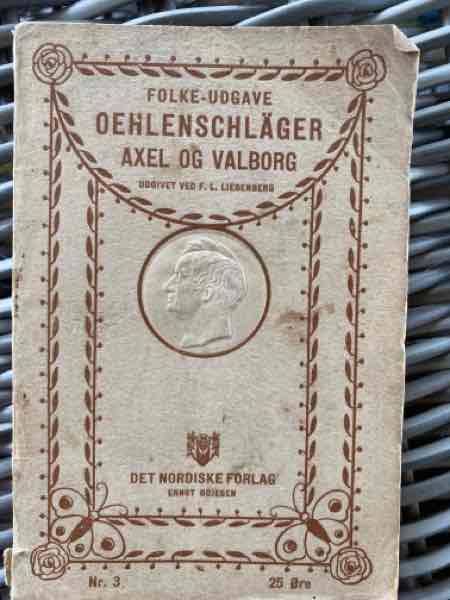 FOLKE-UDGAVE
OEHLENSCHLÄGER
AXEL OG VALBORG
UDGIVET VED F. L. LIEBENBERG
DET NORDISKE FORLAG
ERNST BOJESEN
Nr. 3
25 Øre